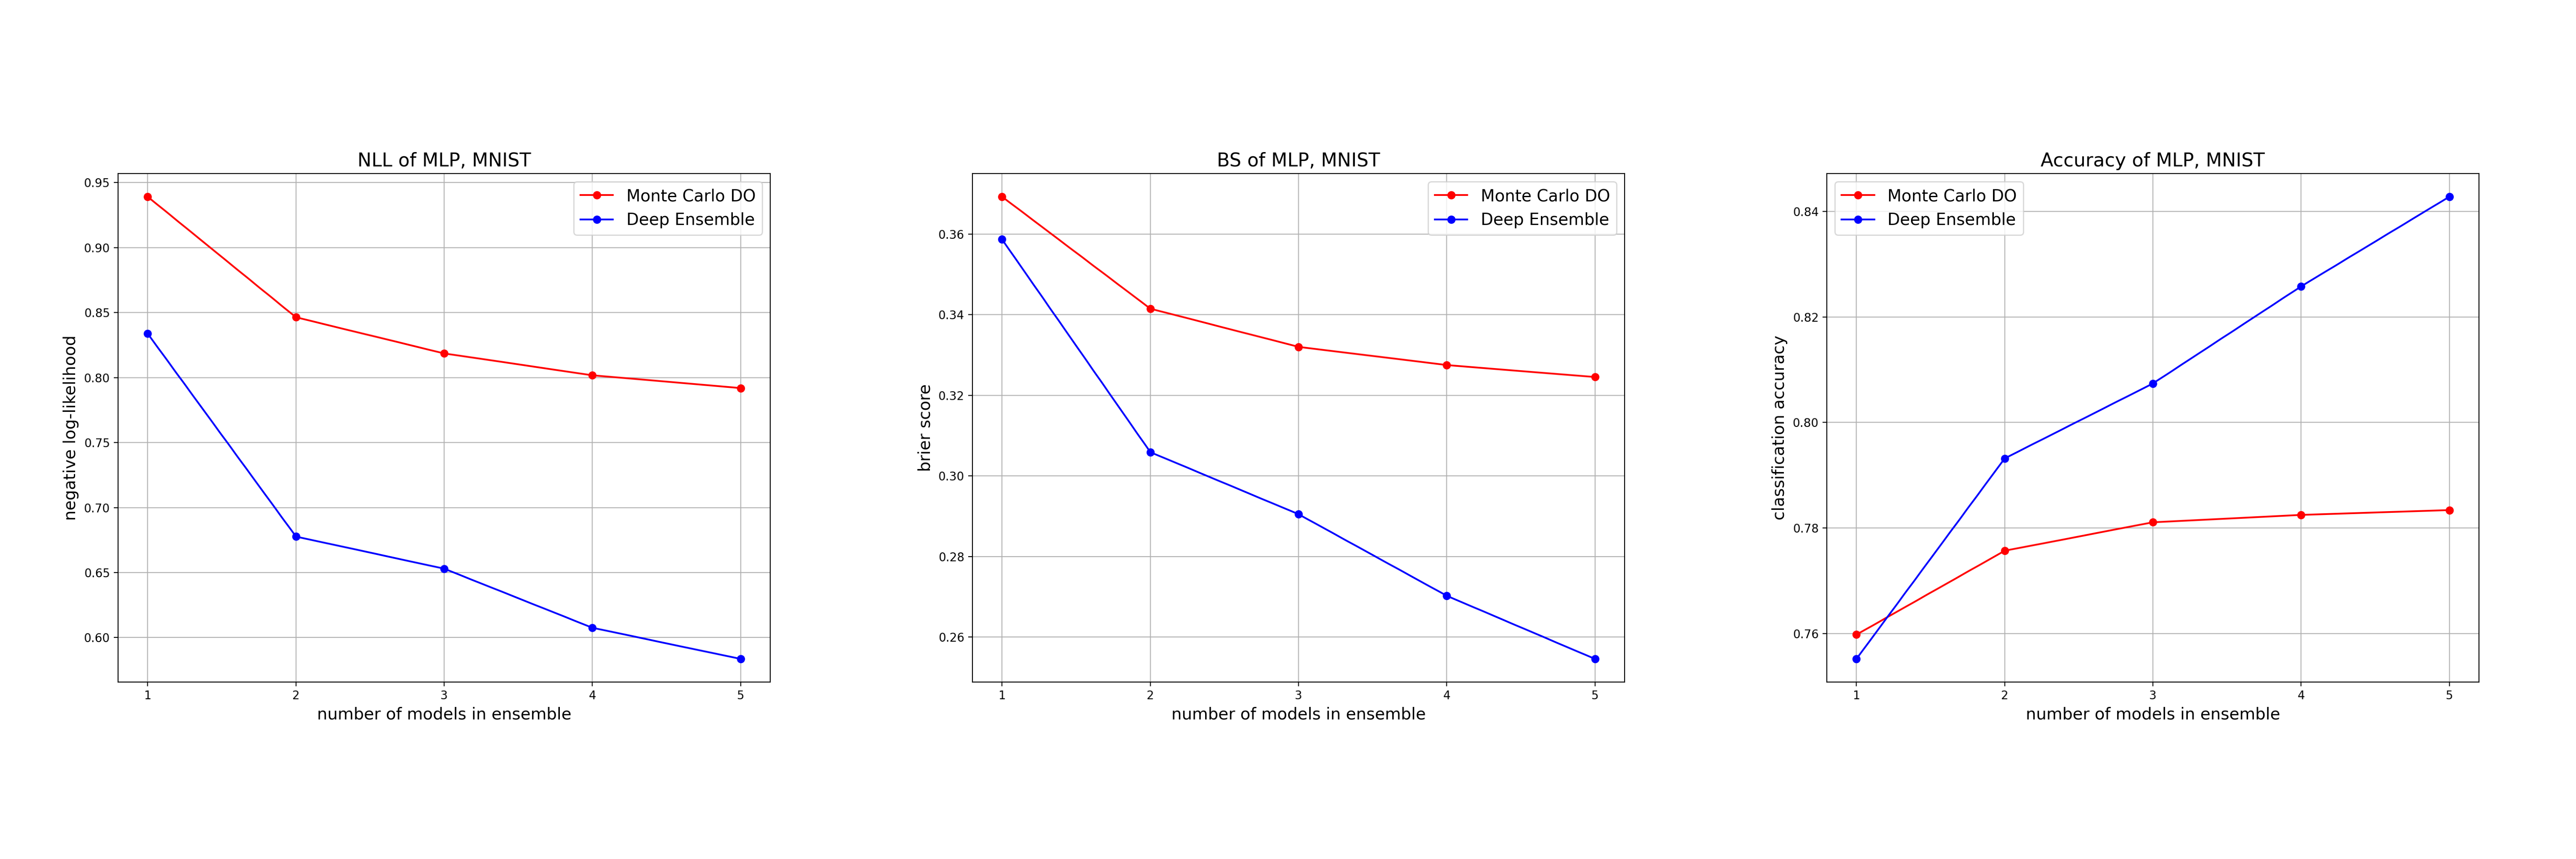 NLL of MLP, MNIST
0.95
0.90
0.85
0.80
0.75
0.70
0.65
0.60
negative log-likelihood
Monte Carlo DO
Deep Ensemble
1 2 3 4 5
number of models in ensemble
BS of MLP, MNIST
0.36
0.34
0.32
0.30
0.28
0.26
brier score
Monte Carlo DO
Deep Ensemble
1 2 3 4 5
number of models in ensemble
Accuracy of MLP, MNIST
0.84
0.82
0.80
0.78
0.76
classification accuracy
Monte Carlo DO
Deep Ensemble
1 2 3 4 5
number of models in ensemble